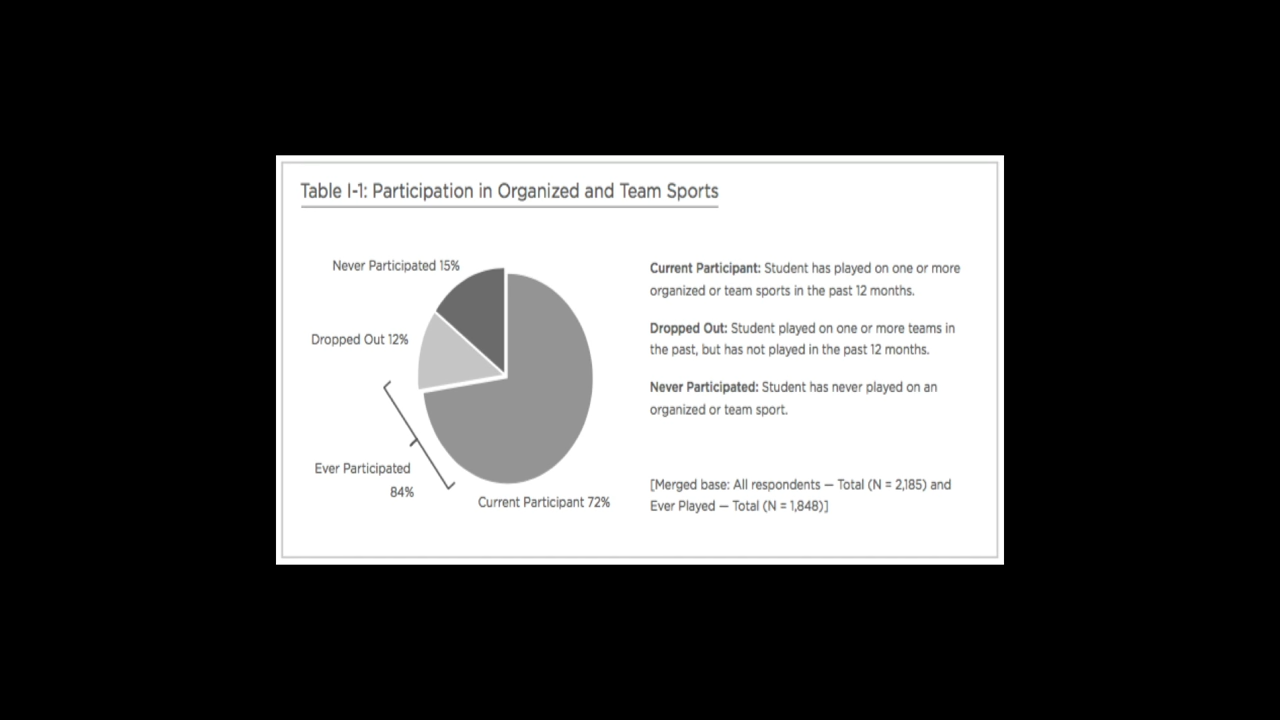 Table I-1: Participation in Organized and Team Sports
Never Participated 15%
Dropped Out 12%
Ever Participated
84%
Current Participant 72%
Current Participant: Student has played on one or more
organized or team sports in the past 12 months.
Dropped Out: Student played on one or more teams in
the past, but has not played in the past 12 months.
Never Participated: Student has never played on an
organized or team sport.
[Merged base: All respondents — Total (N = 2,185) and
Ever Played — Total (N = 1,848)]